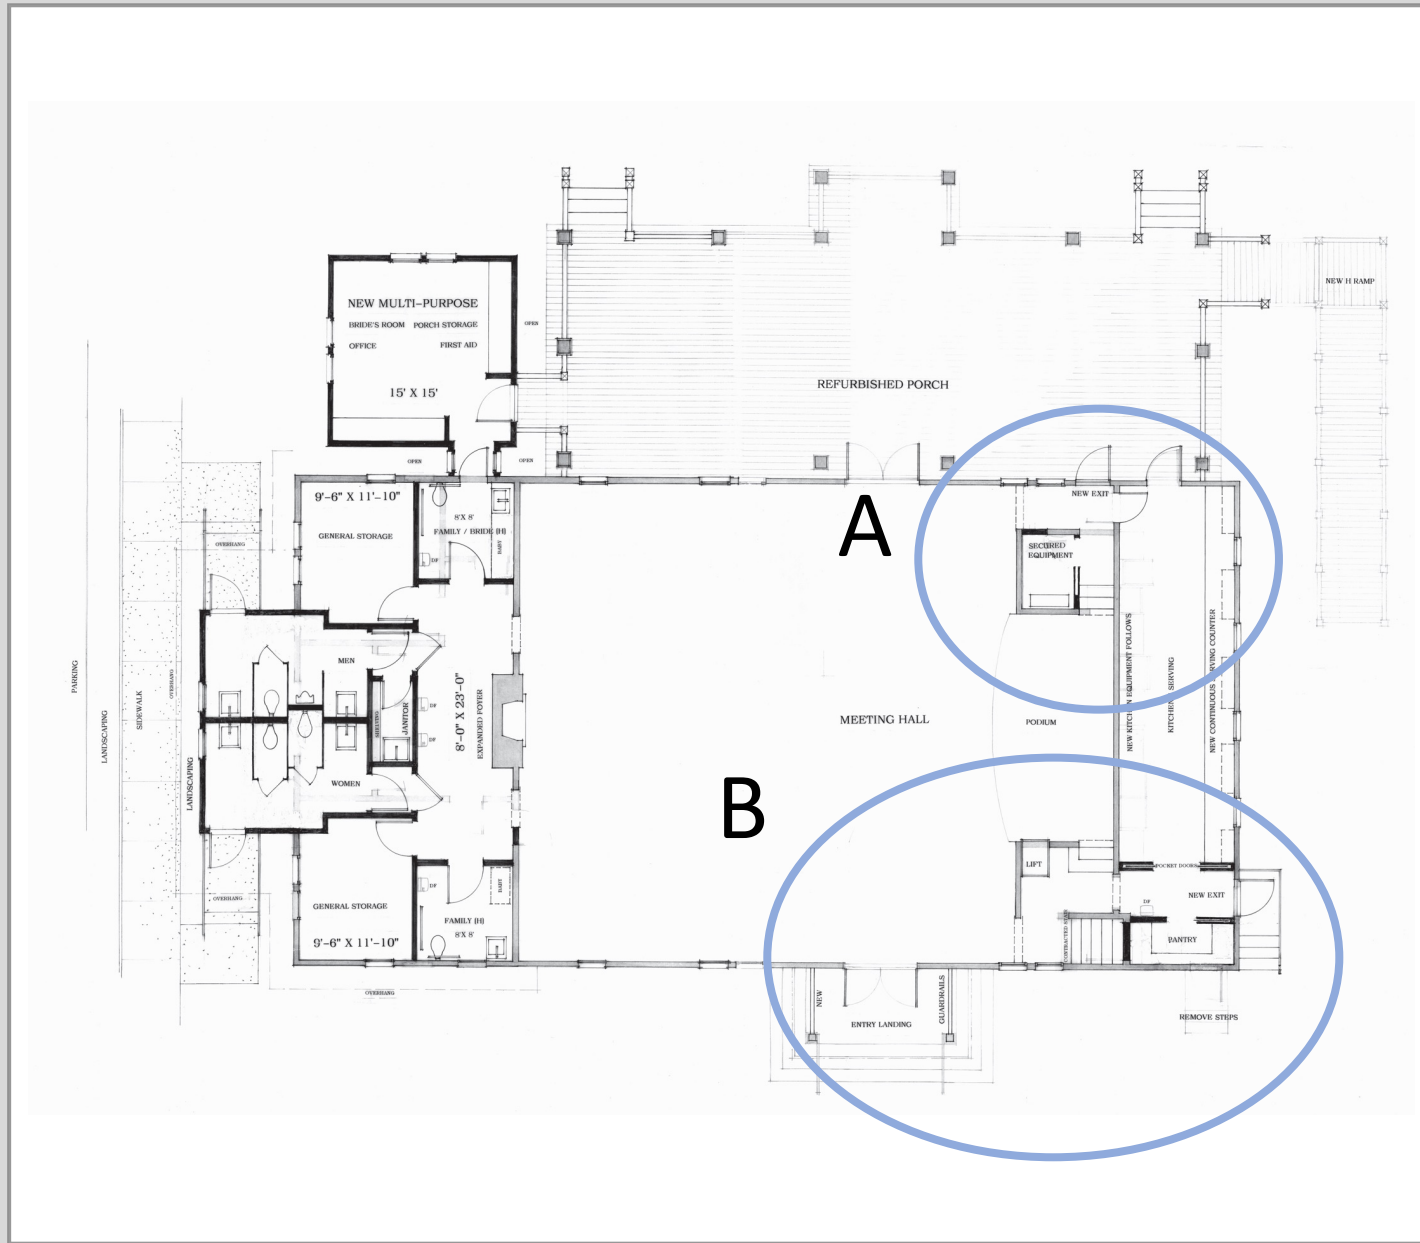 NEW H RAMP
NEW MULTI-PURPOSE
BRIDE'S ROOM PORCH STORAGE
OFFICE FIRST AID
15' X 15'
OPEN
REFURBISHED PORCH
OPEN
OPEN
9'-6" X 11'-10"
GENERAL STORAGE
8'X 8'
FAMILY / BRIDE [H]
DF
BABY
A
NEW EXIT
SECURED
EQUIPMENT
OVERHANG
MEN
JANITOR
SHELVING
DF
DF
8'-0" X 23'-0"
EXPANDED FOYER
MEETING HALL
PODIUM
NEW KITCHEN EQUIPMENT FOLLOWS
KITCHEN SERVING
NEW CONTINUOUS SERVING COUNTER
PARKING
LANDSCAPING
SIDEWALK
OVERHANG
LANDSCAPING
WOMEN
B
LIFT
POCKET DOORS
NEW EXIT
DF
PANTRY
OVERHANG
GENERAL STORAGE
9'-6" X 11'-10"
DF
BABY
FAMILY [H]
8'X 8'
OVERHANG
NEW
GUARDRAILS
ENTRY LANDING
REMOVE STEPS